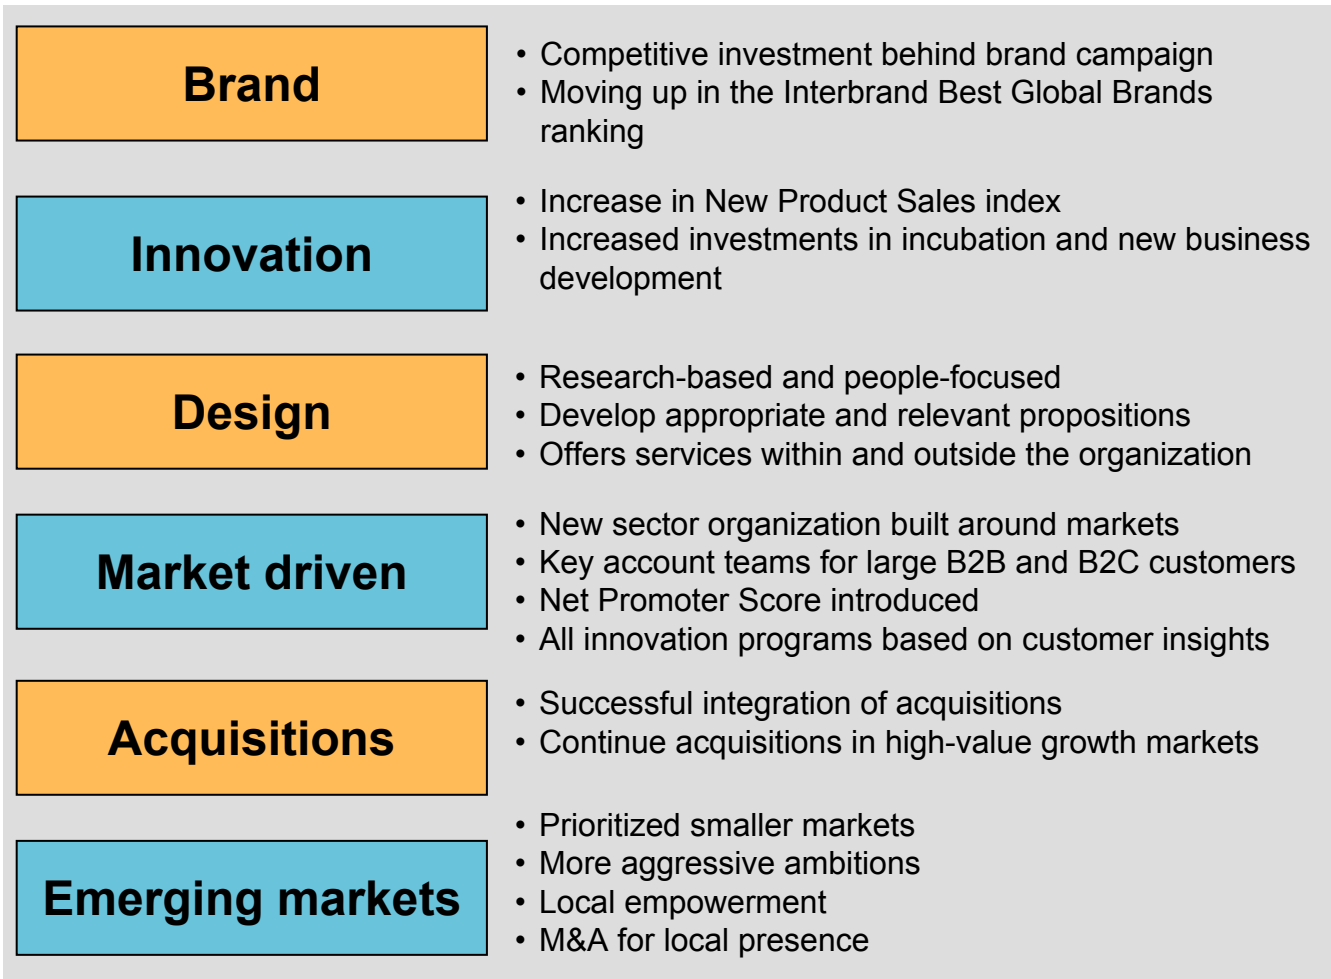 Brand
• Competitive investment behind brand campaign
• Moving up in the Interbrand Best Global Brands
ranking
Innovation
• Increase in New Product Sales index
• Increased investments in incubation and new business
development
Design
• Research-based and people-focused
• Develop appropriate and relevant propositions
• Offers services within and outside the organization
Market driven
• New sector organization built around markets
• Key account teams for large B2B and B2C customers
• Net Promoter Score introduced
• All innovation programs based on customer insights
Acquisitions
• Successful integration of acquisitions
• Continue acquisitions in high-value growth markets
Emerging markets
• Prioritized smaller markets
• More aggressive ambitions
• Local empowerment
• M&A for local presence